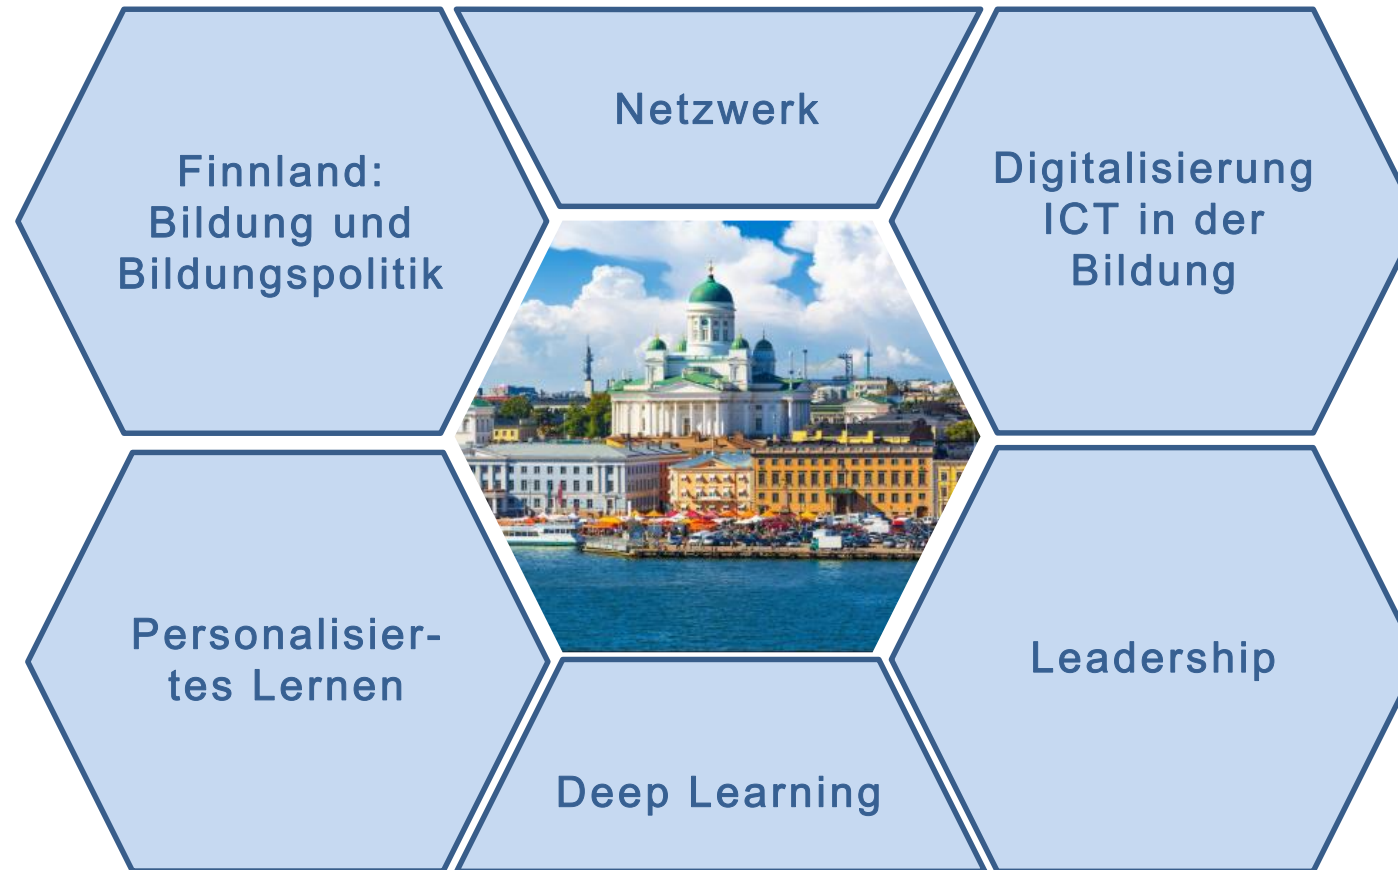 Netzwerk
Finnland:
Bildung und
Bildungspolitik
Digitalisierung
ICT in der
Bildung
Personalisier-
tes Lernen
Leadership
Deep Learning